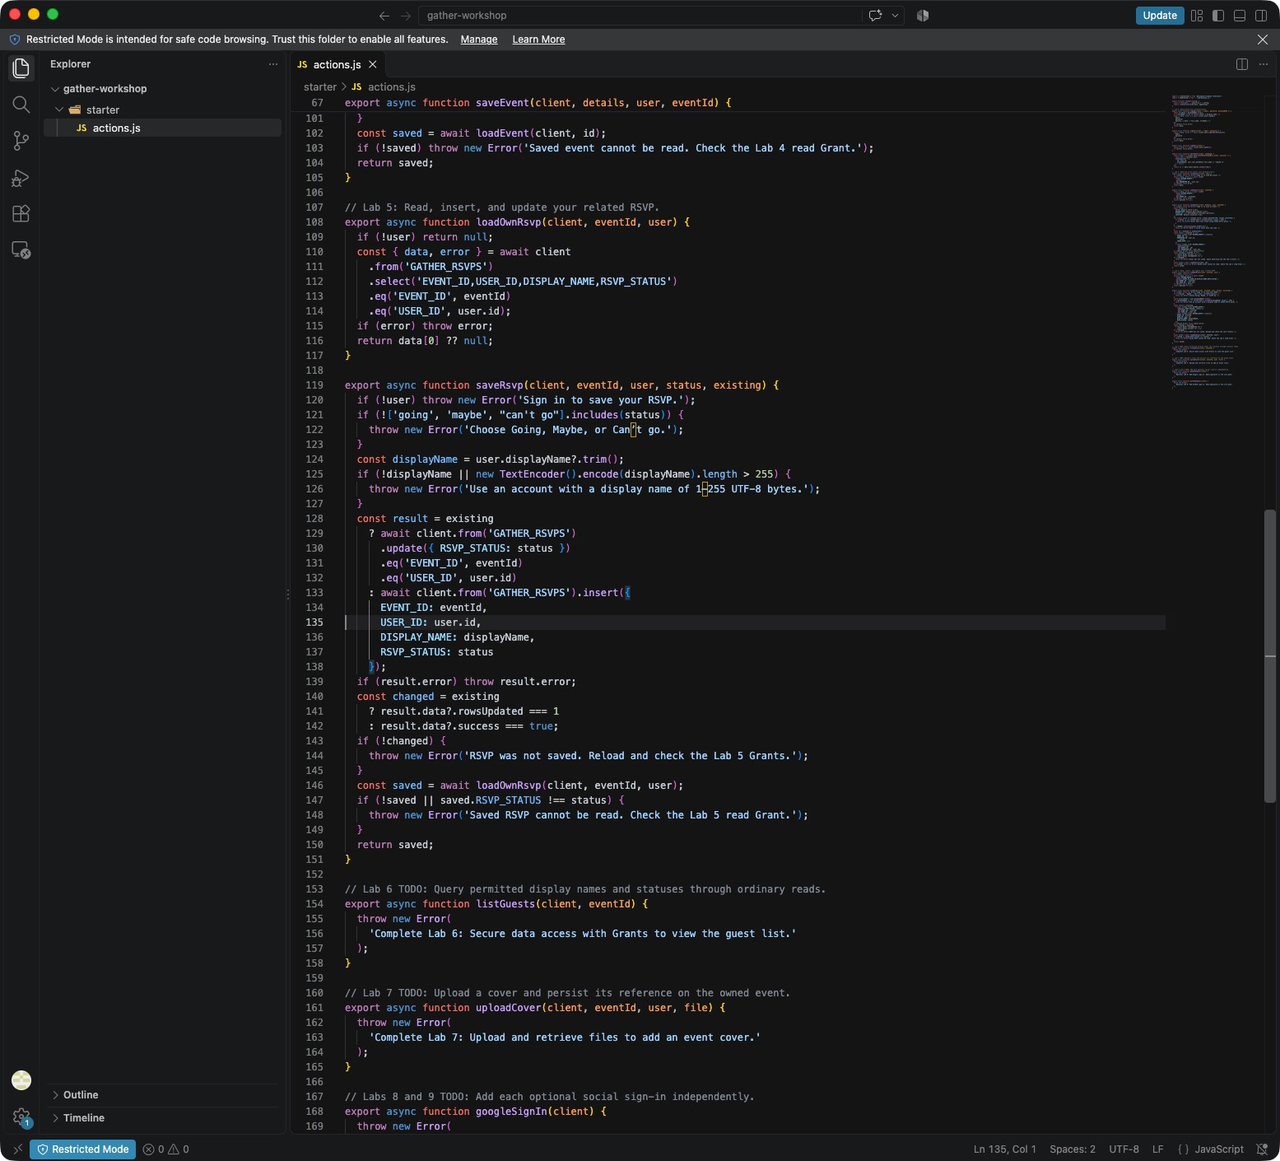 gather-workshop
Update
Restricted Mode is intended for safe code browsing. Trust this folder to enable all features. Manage Learn More
Explorer
gather-workshop
starter
JS actions.js
JS actions.js
starter > JS actions.js
67 export async function saveEvent(client, details, user, eventId) {
101 }
102 const saved = await loadEvent(client, id);
103 if (!saved) throw new Error('Saved event cannot be read. Check the Lab 4 read Grant.');
104 return saved;
105 }
106
107 // Lab 5: Read, insert, and update your related RSVP.
108 export async function loadOwnRsvp(client, eventId, user) {
109 if (!user) return null;
110 const { data, error } = await client
111 .from('GATHER_RSVPS')
112 .select('EVENT_ID,USER_ID,DISPLAY_NAME,RSVP_STATUS')
113 .eq('EVENT_ID', eventId)
114 .eq('USER_ID', user.id);
115 if (error) throw error;
116 return data[0] ?? null;
117 }
118
119 export async function saveRsvp(client, eventId, user, status, existing) {
120 if (!user) throw new Error('Sign in to save your RSVP.');
121 if (!['going', 'maybe', "can't go"].includes(status)) {
122 throw new Error('Choose Going, Maybe, or Can’t go.');
123 }
124 const displayName = user.displayName?.trim();
125 if (!displayName || new TextEncoder().encode(displayName).length > 255) {
126 throw new Error('Use an account with a display name of 1–255 UTF-8 bytes.');
127 }
128 const result = existing
129 ? await client.from('GATHER_RSVPS')
130 .update({ RSVP_STATUS: status })
131 .eq('EVENT_ID', eventId)
132 .eq('USER_ID', user.id)
133 : await client.from('GATHER_RSVPS').insert({
134 EVENT_ID: eventId,
135 USER_ID: user.id,
136 DISPLAY_NAME: displayName,
137 RSVP_STATUS: status
138 });
139 if (result.error) throw result.error;
140 const changed = existing
141 ? result.data?.rowsUpdated === 1
142 : result.data?.success === true;
143 if (!changed) {
144 throw new Error('RSVP was not saved. Reload and check the Lab 5 Grants.');
145 }
146 const saved = await loadOwnRsvp(client, eventId, user);
147 if (!saved || saved.RSVP_STATUS !== status) {
148 throw new Error('Saved RSVP cannot be read. Check the Lab 5 read Grant.');
149 }
150 return saved;
151 }
152
153 // Lab 6 TODO: Query permitted display names and statuses through ordinary reads.
154 export async function listGuests(client, eventId) {
155 throw new Error(
156 'Complete Lab 6: Secure data access with Grants to view the guest list.'
157 );
158 }
159
160 // Lab 7 TODO: Upload a cover and persist its reference on the owned event.
161 export async function uploadCover(client, eventId, user, file) {
162 throw new Error(
163 'Complete Lab 7: Upload and retrieve files to add an event cover.'
164 );
165 }
166
167 // Labs 8 and 9 TODO: Add each optional social sign-in independently.
168 export async function googleSignIn(client) {
169 throw new Error(
Outline
Timeline
1
Restricted Mode 0 0
Ln 135, Col 1 Spaces: 2 UTF-8 LF { } JavaScript